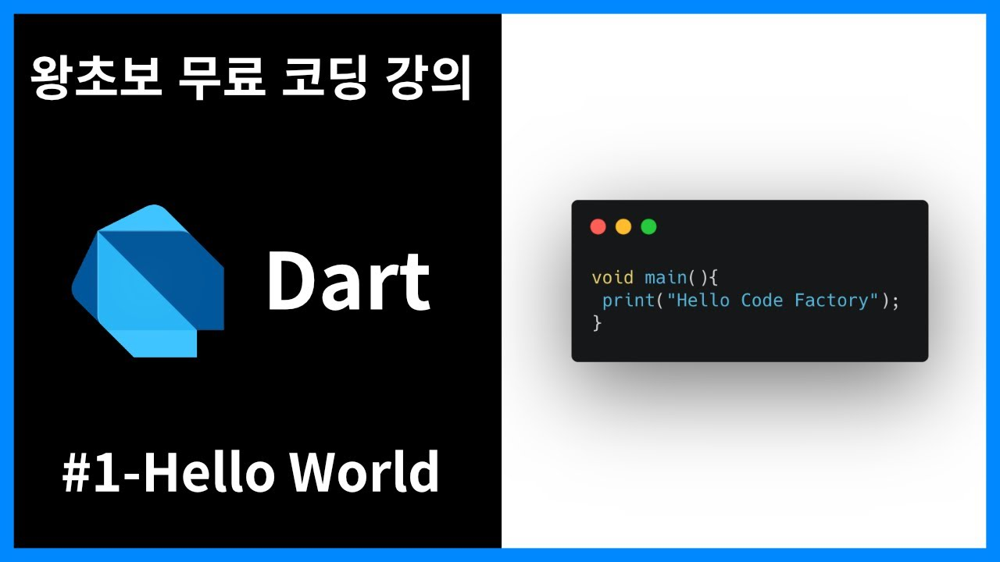 왕초보 무료 코딩 강의
Dart
#1-Hello World
void main(){
 print("Hello Code Factory");
}